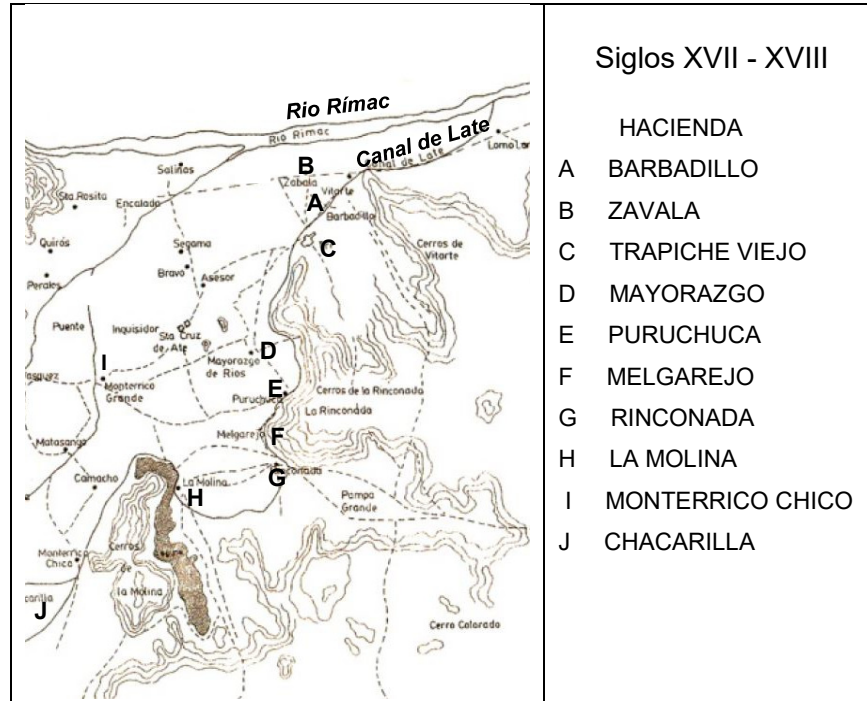 Siglos XVII - XVIII
HACIENDA
A BARBADILLO
B ZAVALA
C TRAPICHE VIEJO
D MAYORAZGO
E PURUCHUCA
F MELGAREJO
G RINCONADA
H LA MOLINA
I MONTERRICO CHICO
J CHACARILLA
Rio Rímac
Rio Rimac
Canal de Late
Canal de Late
Salinas
B
Zabala
Vitarte
A
Barbadillo
Sta. Rosita
Encalada
C
Cerros de
Vitarte
Quirós
Segama
Perales
Bravo
Asesor
Puente
Inquisidor
Sta Cruz
de Ate
D
Mayorazgo
de Rios
I
Monterrico
Grande
E
Puruchuca
Cerros de la Rinconada
La Rinconada
Melgarejo
F
Matasango
G
Camacho
La Molina
H
Pampa
Grande
Monterrico
Chico
Cerros
de
la Molina
J
Cerro Colorado